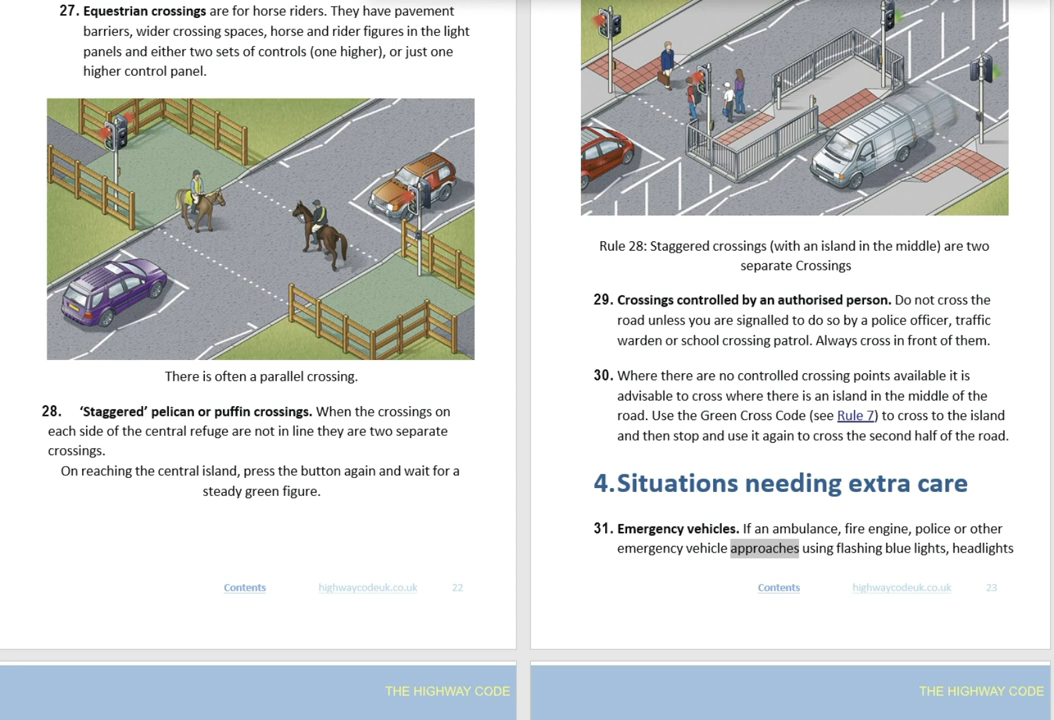 27. Equestrian crossings are for horse riders. They have pavement
barriers, wider crossing spaces, horse and rider figures in the light
panels and either two sets of controls (one higher), or just one
higher control panel.
There is often a parallel crossing.
28. ‘Staggered’ pelican or puffin crossings. When the crossings on
each side of the central refuge are not in line they are two separate
crossings.
On reaching the central island, press the button again and wait for a
steady green figure.
Contents highwaycodeuk.co.uk 22
Rule 28: Staggered crossings (with an island in the middle) are two
separate Crossings
29. Crossings controlled by an authorised person. Do not cross the
road unless you are signalled to do so by a police officer, traffic
warden or school crossing patrol. Always cross in front of them.
30. Where there are no controlled crossing points available it is
advisable to cross where there is an island in the middle of the
road. Use the Green Cross Code (see Rule 7) to cross to the island
and then stop and use it again to cross the second half of the road.
4.Situations needing extra care
31. Emergency vehicles. If an ambulance, fire engine, police or other
emergency vehicle approaches using flashing blue lights, headlights
Contents highwaycodeuk.co.uk 23
THE HIGHWAY CODE
THE HIGHWAY CODE